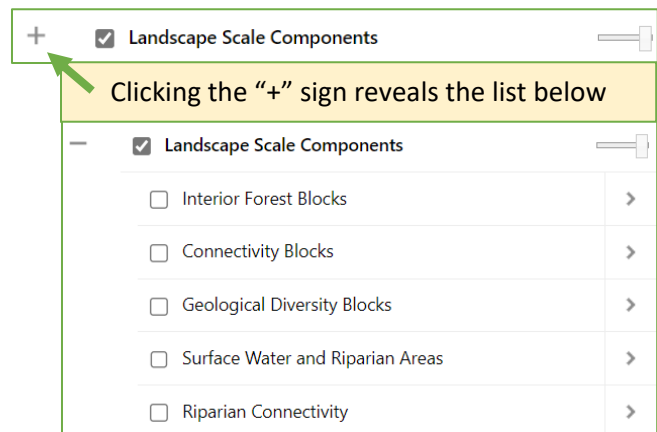 Landscape Scale Components
Clicking the “+” sign reveals the list below
Landscape Scale Components
Interior Forest Blocks
Connectivity Blocks
Geological Diversity Blocks
Surface Water and Riparian Areas
Riparian Connectivity